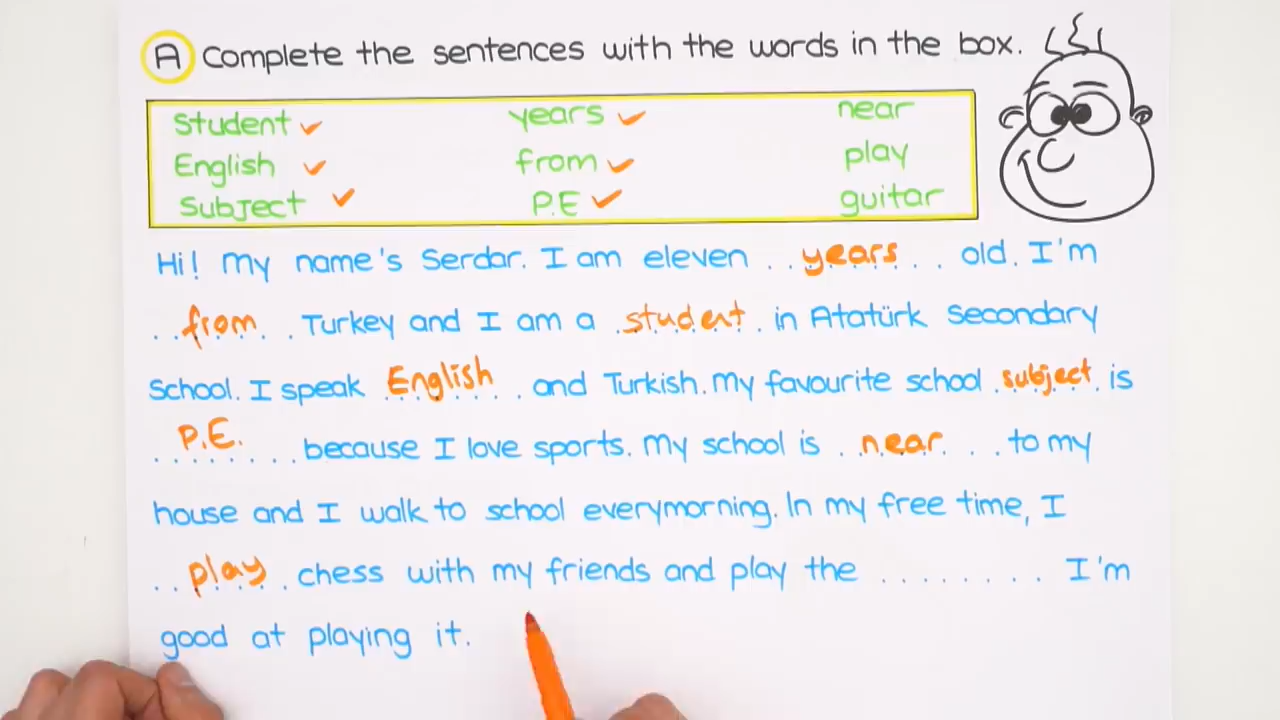 A Complete the sentences with the words in the box.
Student ✓ years ✓ near
English ✓ from ✓ play
Subject ✓ P.E ✓ guitar
Hi! My name's Serdar. I am eleven ..years.. old. I'm
..from.. Turkey and I am a .student. in Atatürk Secondary
School. I speak English .. and Turkish. My favourite school .subject. is
P.E. ........ because I love sports. My school is ..near... to my
house and I walk to school everymorning. In my free time, I
..play. chess with my friends and play the ........ I'm
good at playing it.